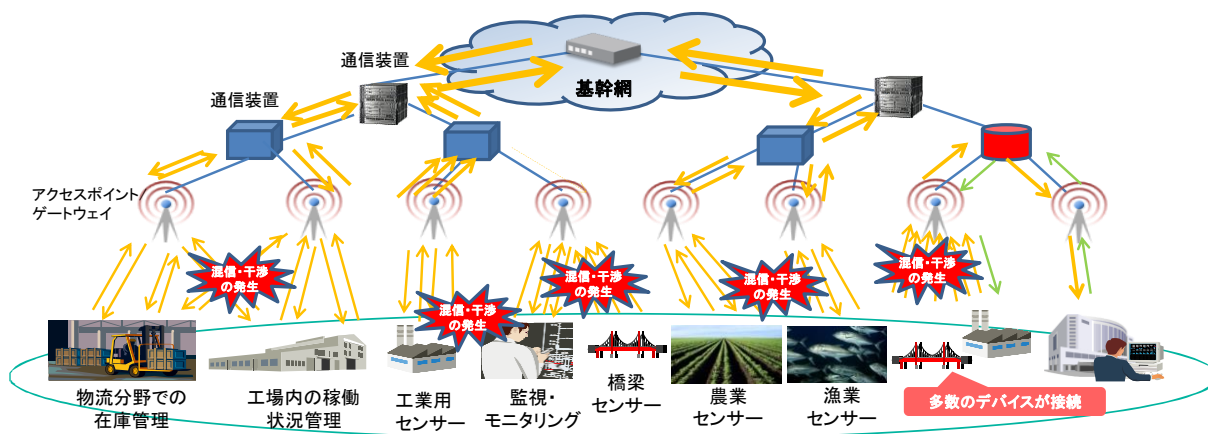 通信装置
基幹網
通信装置
アクセスポイント/
ゲートウェイ
混信・干渉
の発生
混信・干渉
の発生
混信・干渉
の発生
混信・干渉
の発生
混信・干渉
の発生
物流分野での
在庫管理
工場内の稼働
状況管理
工業用
センサー
監視・
モニタリング
橋梁
センサー
農業
センサー
漁業
センサー
多数のデバイスが接続